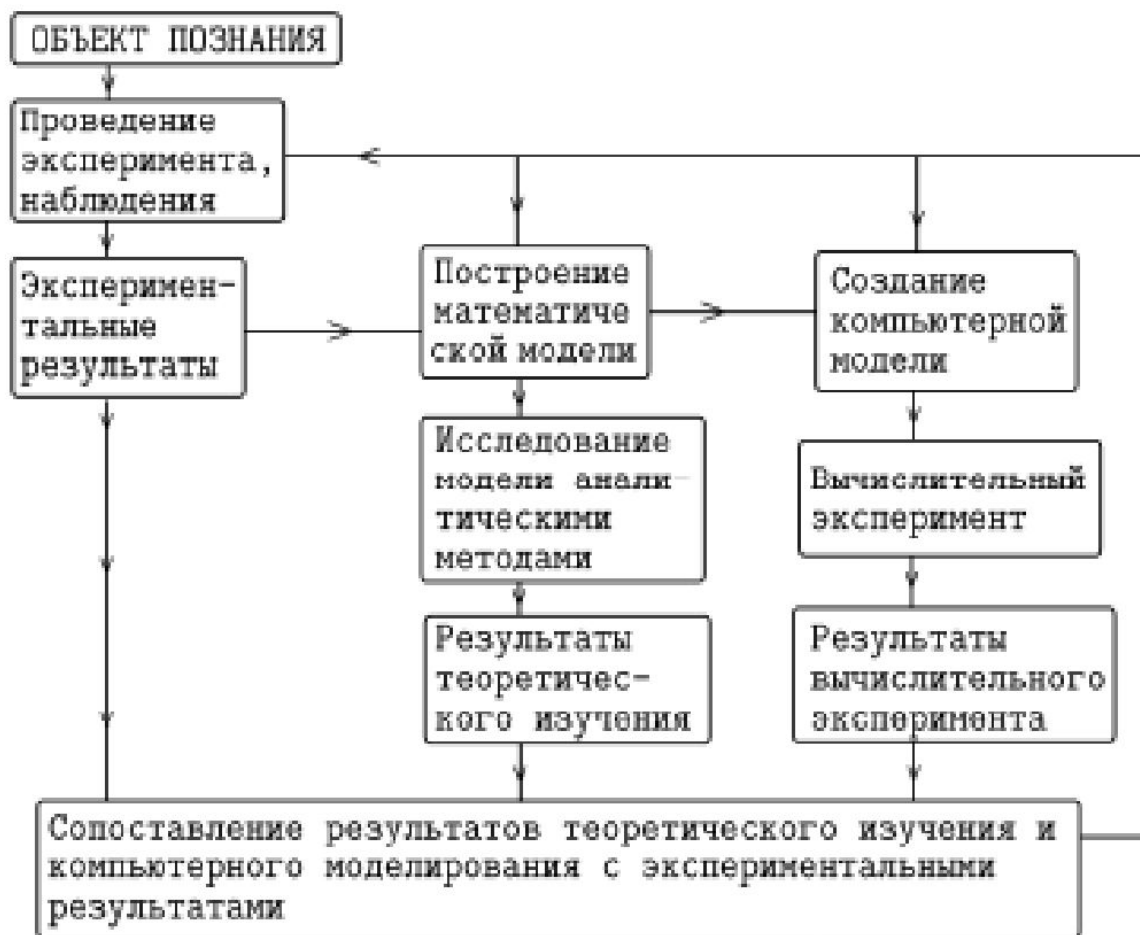 ОБЪЕКТ ПОЗНАНИЯ
Проведение
эксперимента,
наблюдения
Эксперимен-
тальные
результаты
Построение
математиче
ской модели
Создание
компьютерной
модели
Исследование
модели анали-
тическими
методами
Вычислительный
эксперимент
Результаты
теоретичес-
кого изучения
Результаты
вычислительного
эксперимента
Сопоставление результатов теоретического изучения и
компьютерного моделирования с экспериментальными
результатами